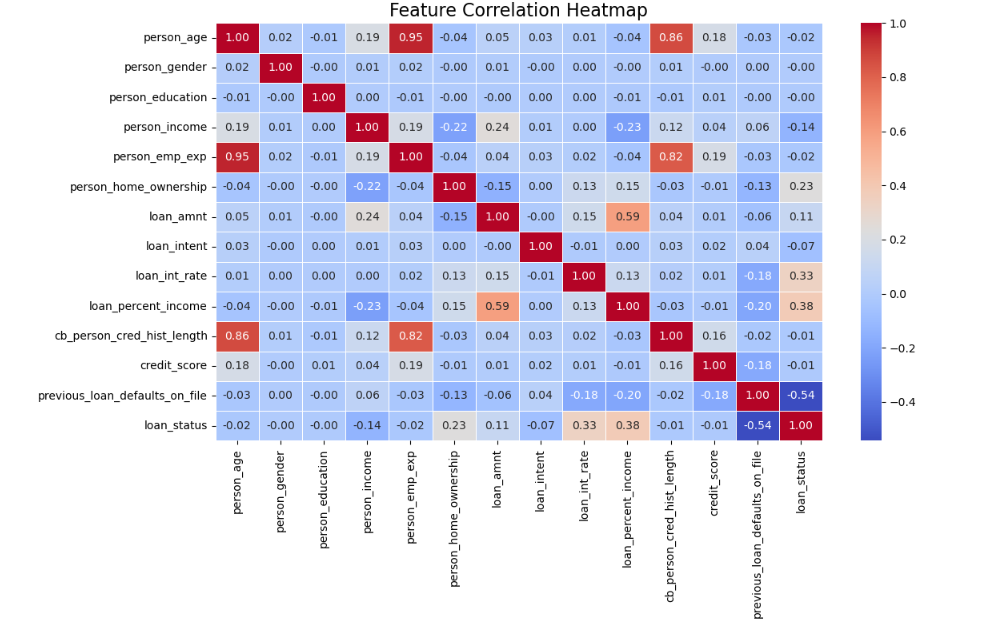 Feature Correlation Heatmap
person_age 1.00 0.02 -0.01 0.19 0.95 -0.04 0.05 0.03 0.01 -0.04 0.86 0.18 -0.03 -0.02
person_gender 0.02 1.00 -0.00 0.01 0.02 -0.00 0.01 -0.00 0.00 -0.00 0.01 -0.00 0.00 -0.00
person_education -0.01 -0.00 1.00 0.00 -0.01 -0.00 -0.00 -0.00 0.00 -0.01 -0.01 0.01 -0.00 -0.00
person_income 0.19 0.01 0.00 1.00 0.19 -0.22 0.24 0.01 0.00 -0.23 0.12 0.04 0.06 -0.14
person_emp_exp 0.95 0.02 -0.01 0.19 1.00 -0.04 0.04 0.03 0.02 -0.04 0.82 0.19 -0.03 -0.02
person_home_ownership -0.04 -0.00 -0.00 -0.22 -0.04 1.00 -0.15 0.00 0.13 0.15 -0.03 -0.01 -0.13 0.23
loan_amnt 0.05 0.01 -0.00 0.24 0.04 -0.15 1.00 -0.00 0.15 0.59 0.04 0.01 -0.06 0.11
loan_intent 0.03 -0.00 -0.00 0.01 0.03 0.00 -0.00 1.00 -0.01 0.00 0.03 0.02 0.04 -0.07
loan_int_rate 0.01 0.00 0.00 0.00 0.02 0.13 0.15 -0.01 1.00 0.13 0.02 0.01 -0.18 0.33
loan_percent_income -0.04 -0.00 -0.01 -0.23 -0.04 0.15 0.59 0.00 0.13 1.00 -0.03 -0.01 -0.20 0.38
cb_person_cred_hist_length 0.86 0.01 -0.01 0.12 0.82 -0.03 0.04 0.03 0.02 -0.03 1.00 0.16 -0.02 -0.01
credit_score 0.18 -0.00 0.01 0.04 0.19 -0.01 0.01 0.02 0.01 -0.01 0.16 1.00 -0.18 -0.01
previous_loan_defaults_on_file -0.03 0.00 -0.00 0.06 -0.03 -0.13 -0.06 0.04 -0.18 -0.20 -0.02 -0.18 1.00 -0.54
loan_status -0.02 -0.00 -0.00 -0.14 -0.02 0.23 0.11 -0.07 0.33 0.38 -0.01 -0.01 -0.54 1.00
person_age
person_gender
person_education
person_income
person_emp_exp
person_home_ownership
loan_amnt
loan_intent
loan_int_rate
loan_percent_income
cb_person_cred_hist_length
credit_score
previous_loan_defaults_on_file
loan_status
1.0
0.8
0.6
0.4
0.2
0.0
−0.2
−0.4